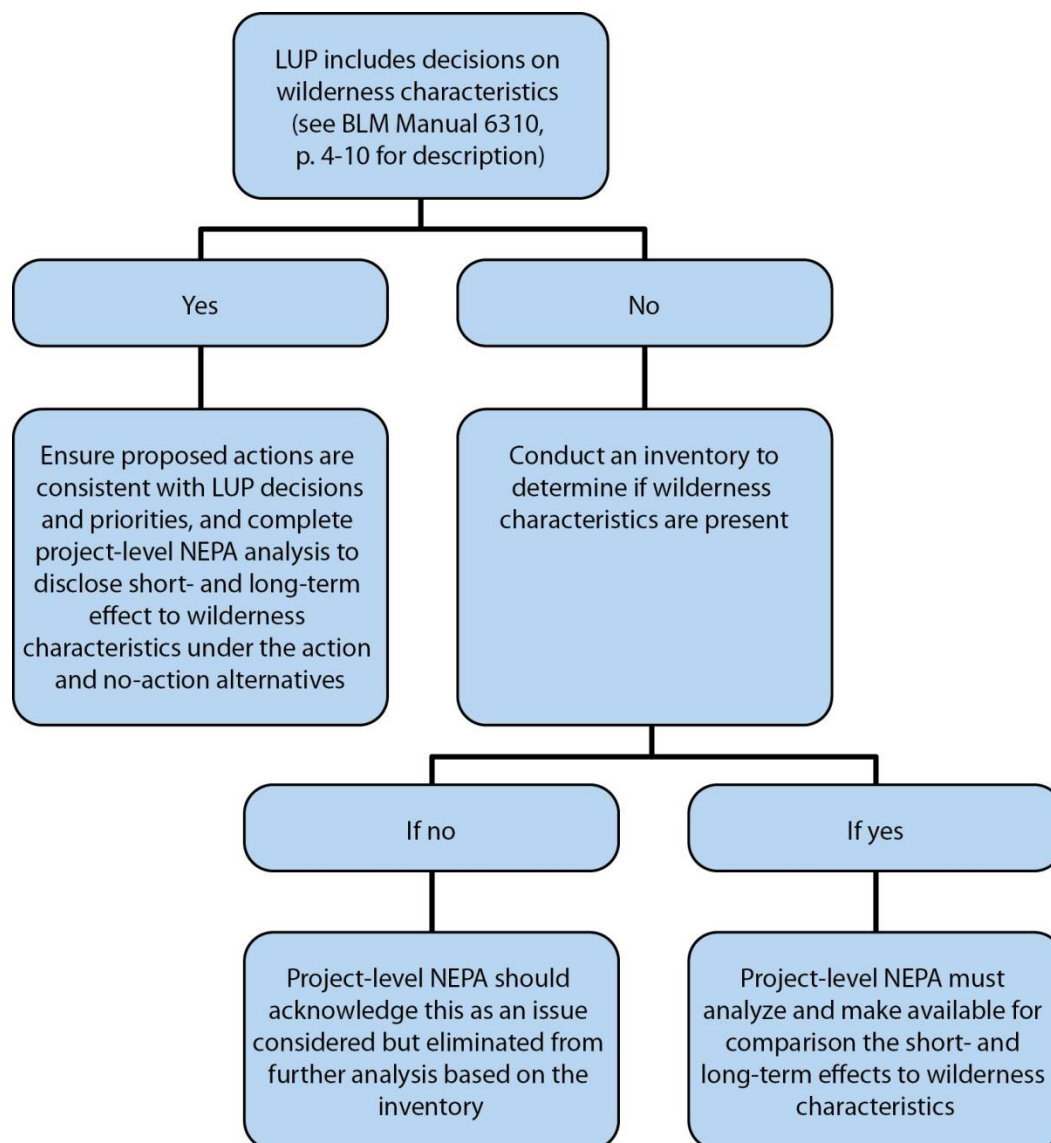 LUP includes decisions on
wilderness characteristics
(see BLM Manual 6310,
p. 4-10 for description)
Yes
No
Ensure proposed actions are
consistent with LUP decisions
and priorities, and complete
project-level NEPA analysis to
disclose short- and long-term
effect to wilderness
characteristics under the action
and no-action alternatives
Conduct an inventory to
determine if wilderness
characteristics are present
If no
If yes
Project-level NEPA should
acknowledge this as an issue
considered but eliminated from
further analysis based on the
inventory
Project-level NEPA must
analyze and make available for
comparison the short- and
long-term effects to wilderness
characteristics